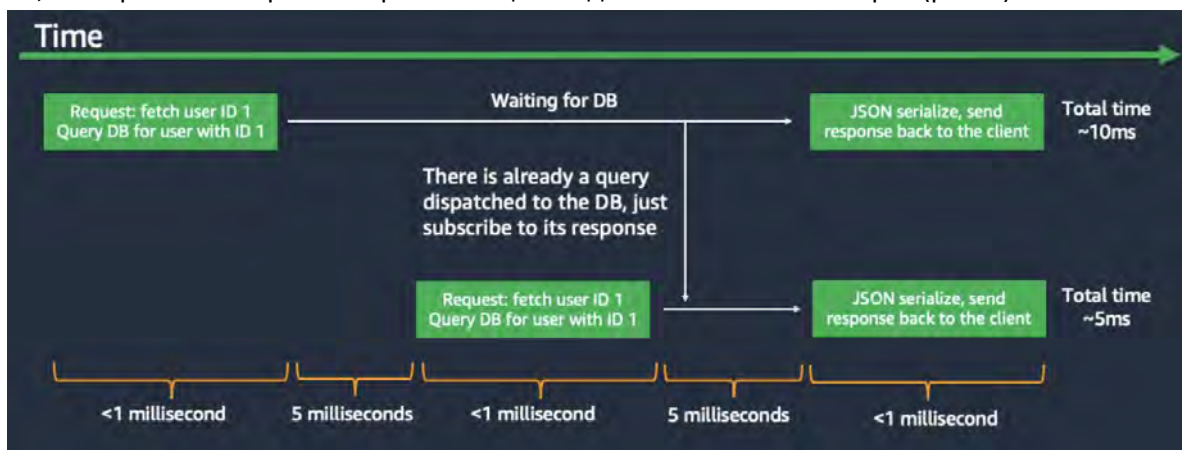 Time
Request: fetch user ID 1
Query DB for user with ID 1
Waiting for DB
JSON serialize, send
response back to the client
Total time
~10ms
There is already a query
dispatched to the DB, just
subscribe to its response
Request: fetch user ID 1
Query DB for user with ID 1
JSON serialize, send
response back to the client
Total time
~5ms
<1 millisecond
5 milliseconds
<1 millisecond
5 milliseconds
<1 millisecond